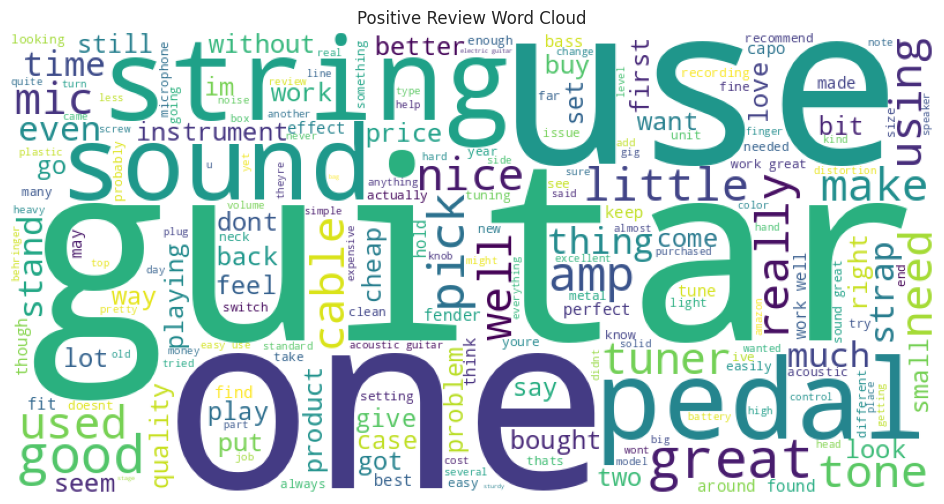 Positive Review Word Cloud
looking
still
without
better
enough
bass
change
recommend
note
time
string
use
quite
turn
mic
microphone
going
im
noise
real
line
something
work
review
another
box
never
type
help
buy
set
far
level
first
recording
fine
love
capo
made
bit
size
speaker
using
less
came
screw
even
instrument
effect
price
issue
want
unit
finger
needed
kind
plastic
go
probably
sound
yet
u
theyre
year
hard
side
actually
anything
nice
tuning
sure
see
said
add
gig
little
work great
distortion
make
many
heavy
stand
may
volume
simple
plug
neck
dont
back
feel
switch
playing
way
top
day
pretty
behringer
though
guitar
cable
expensive
cheap
clean
hold
knob
pick
fender
new
might
well
everything
excellent
thing
amp
metal
perfect
keep
almost
come
purchased
tune
light
color
hand
really
amazon
work well
sound great
right
try
strap
end
need
know
solid
lot
old
money
tried
easy use
standard
take
acoustic guitar
youre
think
didnt
tuner
ive
easily
wanted
much
acoustic
small
fit
doesnt
used
good
seem
quality
find
play
part
put
job
one
product
always
setting
give
case
got
best
problem
cost
several
easy
say
bought
thats
pedal
battery
high
control
different
place
getting
big
wont
model
two
great
around
found
head
look
tone
electric guitar
sturdy
stage